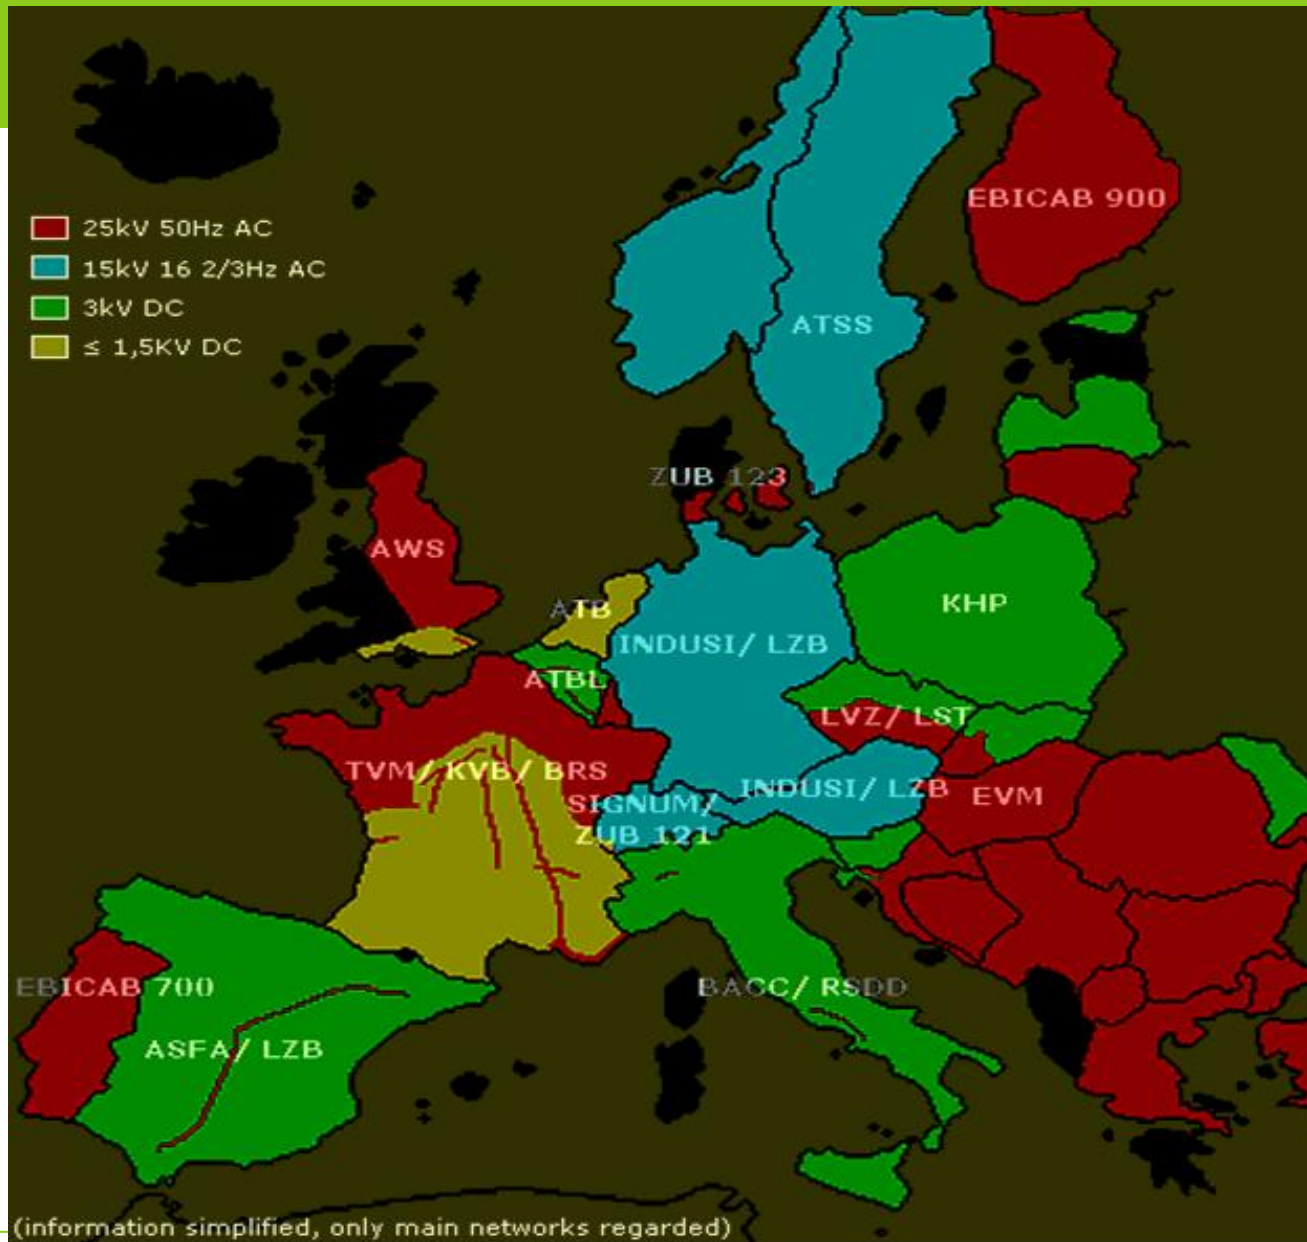 25kV 50Hz AC
15kV 16 2/3Hz AC
3kV DC
≤ 1,5KV DC
EBICAB 900
ATSS
ZUB 123
AWS
ATB
KHP
INDUSI/ LZB
ATBL
LVZ/ LST
TVM/ KVB/ BRS
INDUSI/ LZB
EVM
SIGNUM/
ZUB 121
EBICAB 700
BACC/ RSDD
ASFA/ LZB
(information simplified, only main networks regarded)